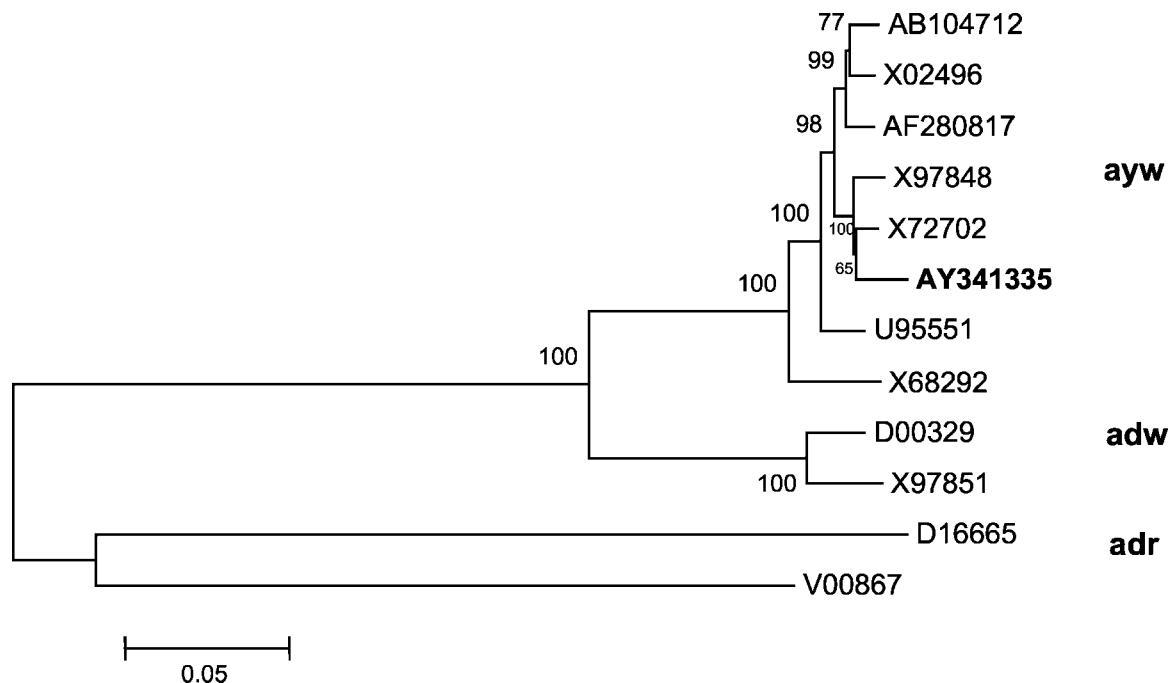 77
AB104712
99
X02496
98
AF280817
ayw
X97848
100
100
X72702
65
AY341335
100
U95551
100
X68292
D00329
adw
100
X97851
D16665
adr
V00867
0.05